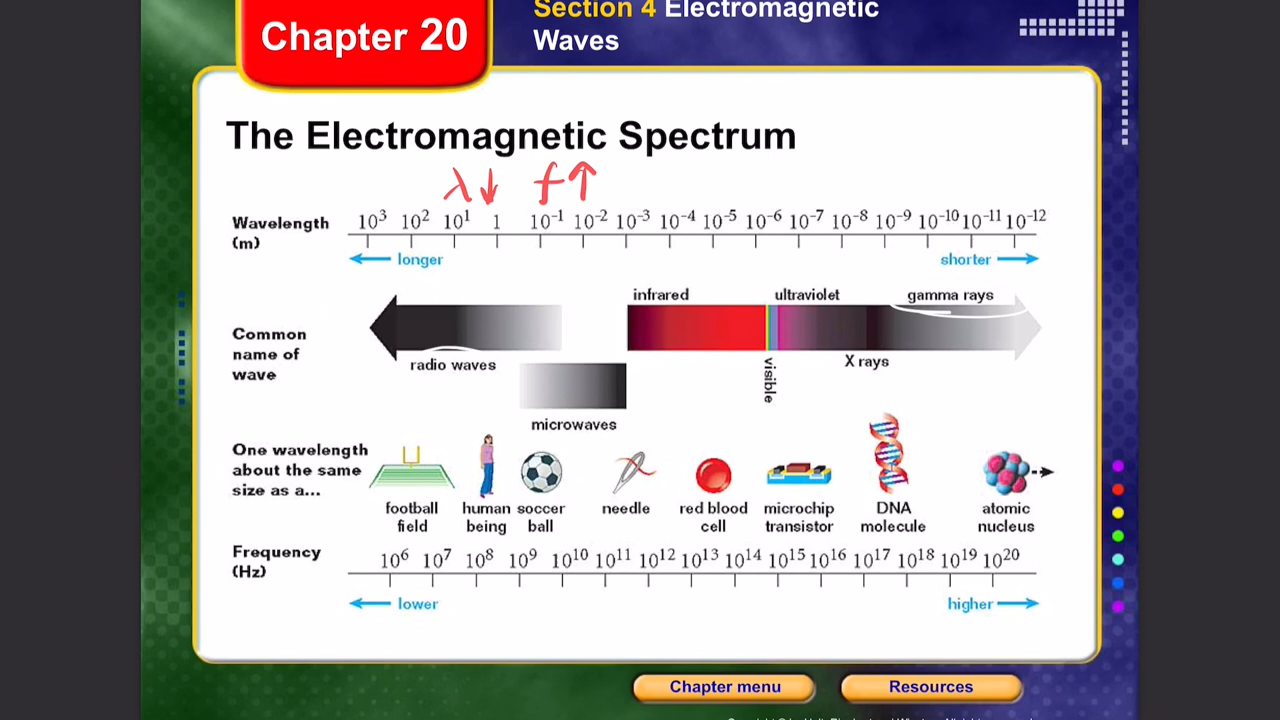 Section 4 Electromagnetic
Waves
Chapter 20
The Electromagnetic Spectrum
λ↓ f↑
Wavelength
(m)
10³ 10² 10¹ 1 10⁻¹ 10⁻² 10⁻³ 10⁻⁴ 10⁻⁵ 10⁻⁶ 10⁻⁷ 10⁻⁸ 10⁻⁹ 10⁻¹⁰ 10⁻¹¹ 10⁻¹²
longer shorter
infrared ultraviolet gamma rays
Common
name of
wave
radio waves visible X rays
microwaves
One wavelength
about the same
size as a...
football
field
human
being
soccer
ball
needle
red blood
cell
microchip
transistor
DNA
molecule
atomic
nucleus
Frequency
(Hz)
10⁶ 10⁷ 10⁸ 10⁹ 10¹⁰ 10¹¹ 10¹² 10¹³ 10¹⁴ 10¹⁵ 10¹⁶ 10¹⁷ 10¹⁸ 10¹⁹ 10²⁰
lower higher
Chapter menu Resources